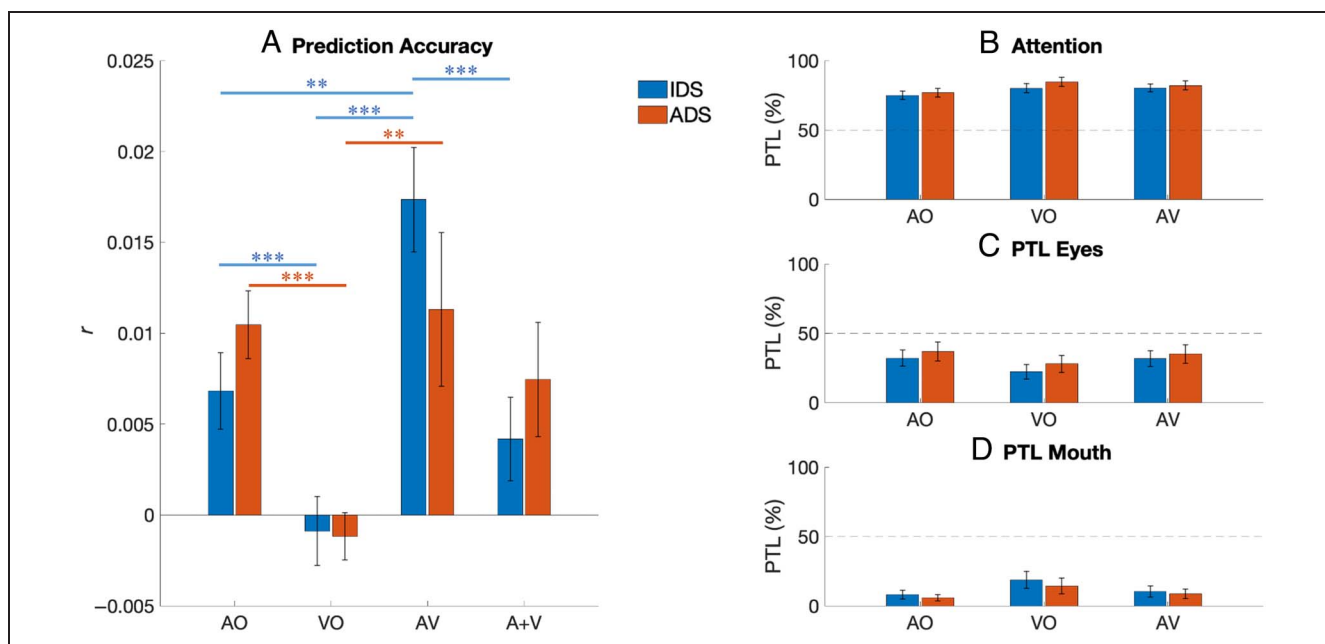 A Prediction Accuracy
0.025
0.02
0.015
0.01
0.005
0
−0.005
r
**
***
***
**
***
***
AO VO AV A+V
IDS
ADS
B Attention
PTL (%)
100
50
0
AO VO AV
C PTL Eyes
PTL (%)
100
50
0
AO VO AV
D PTL Mouth
PTL (%)
100
50
0
AO VO AV